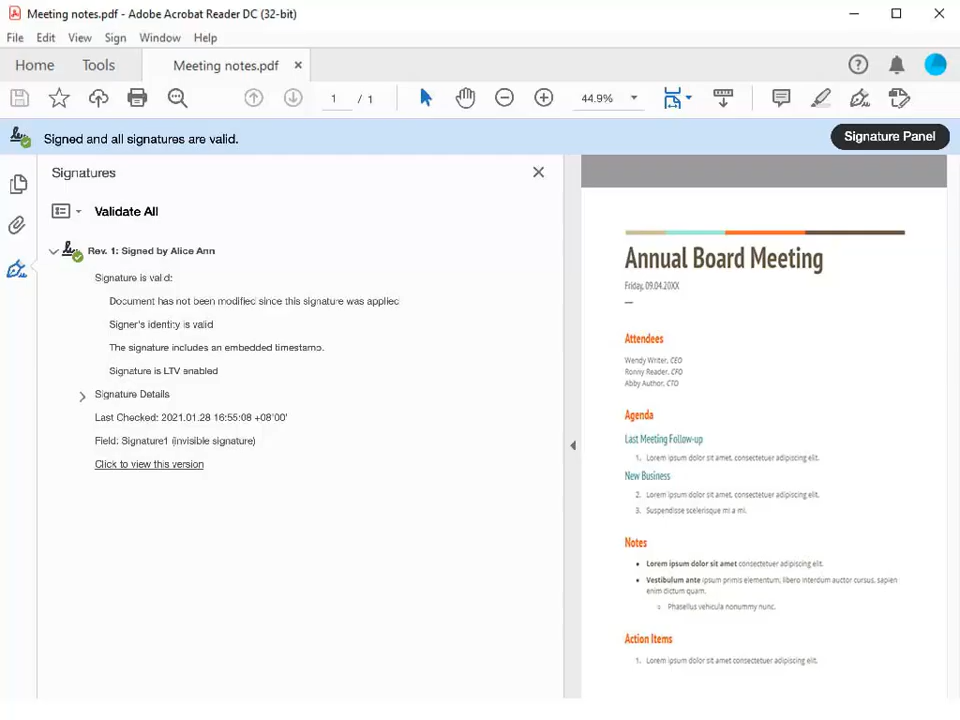 Meeting notes.pdf - Adobe Acrobat Reader DC (32-bit)
File Edit View Sign Window Help
Home Tools Meeting notes.pdf ×
1 / 1 44.9%
Signed and all signatures are valid.
Signature Panel
Signatures
Validate All
Rev. 1: Signed by Alice Ann
Signature is valid:
Document has not been modified since this signature was applied
Signer's identity is valid
The signature includes an embedded timestamp.
Signature is LTV enabled
Signature Details
Last Checked: 2021.01.28 16:55:08 +08'00'
Field: Signature1 (invisible signature)
Click to view this version
Annual Board Meeting
Friday, 09.04.20XX
—
Attendees
Wendy Writer, CEO
Ronny Reader, CFO
Abby Author, CTO
Agenda
Last Meeting Follow-up
1. Lorem ipsum dolor sit amet, consectetuer adipiscing elit.
New Business
2. Lorem ipsum dolor sit amet, consectetuer adipiscing elit.
3. Suspendisse scelerisque mi a mi.
Notes
• Lorem ipsum dolor sit amet consectetuer adipiscing elit.
• Vestibulum ante ipsum primis elementum, libero interdum auctor cursus, sapien
enim dictum quam.
○ Phasellus vehicula nonummy nunc.
Action Items
1. Lorem ipsum dolor sit amet consectetuer adipiscing elit.